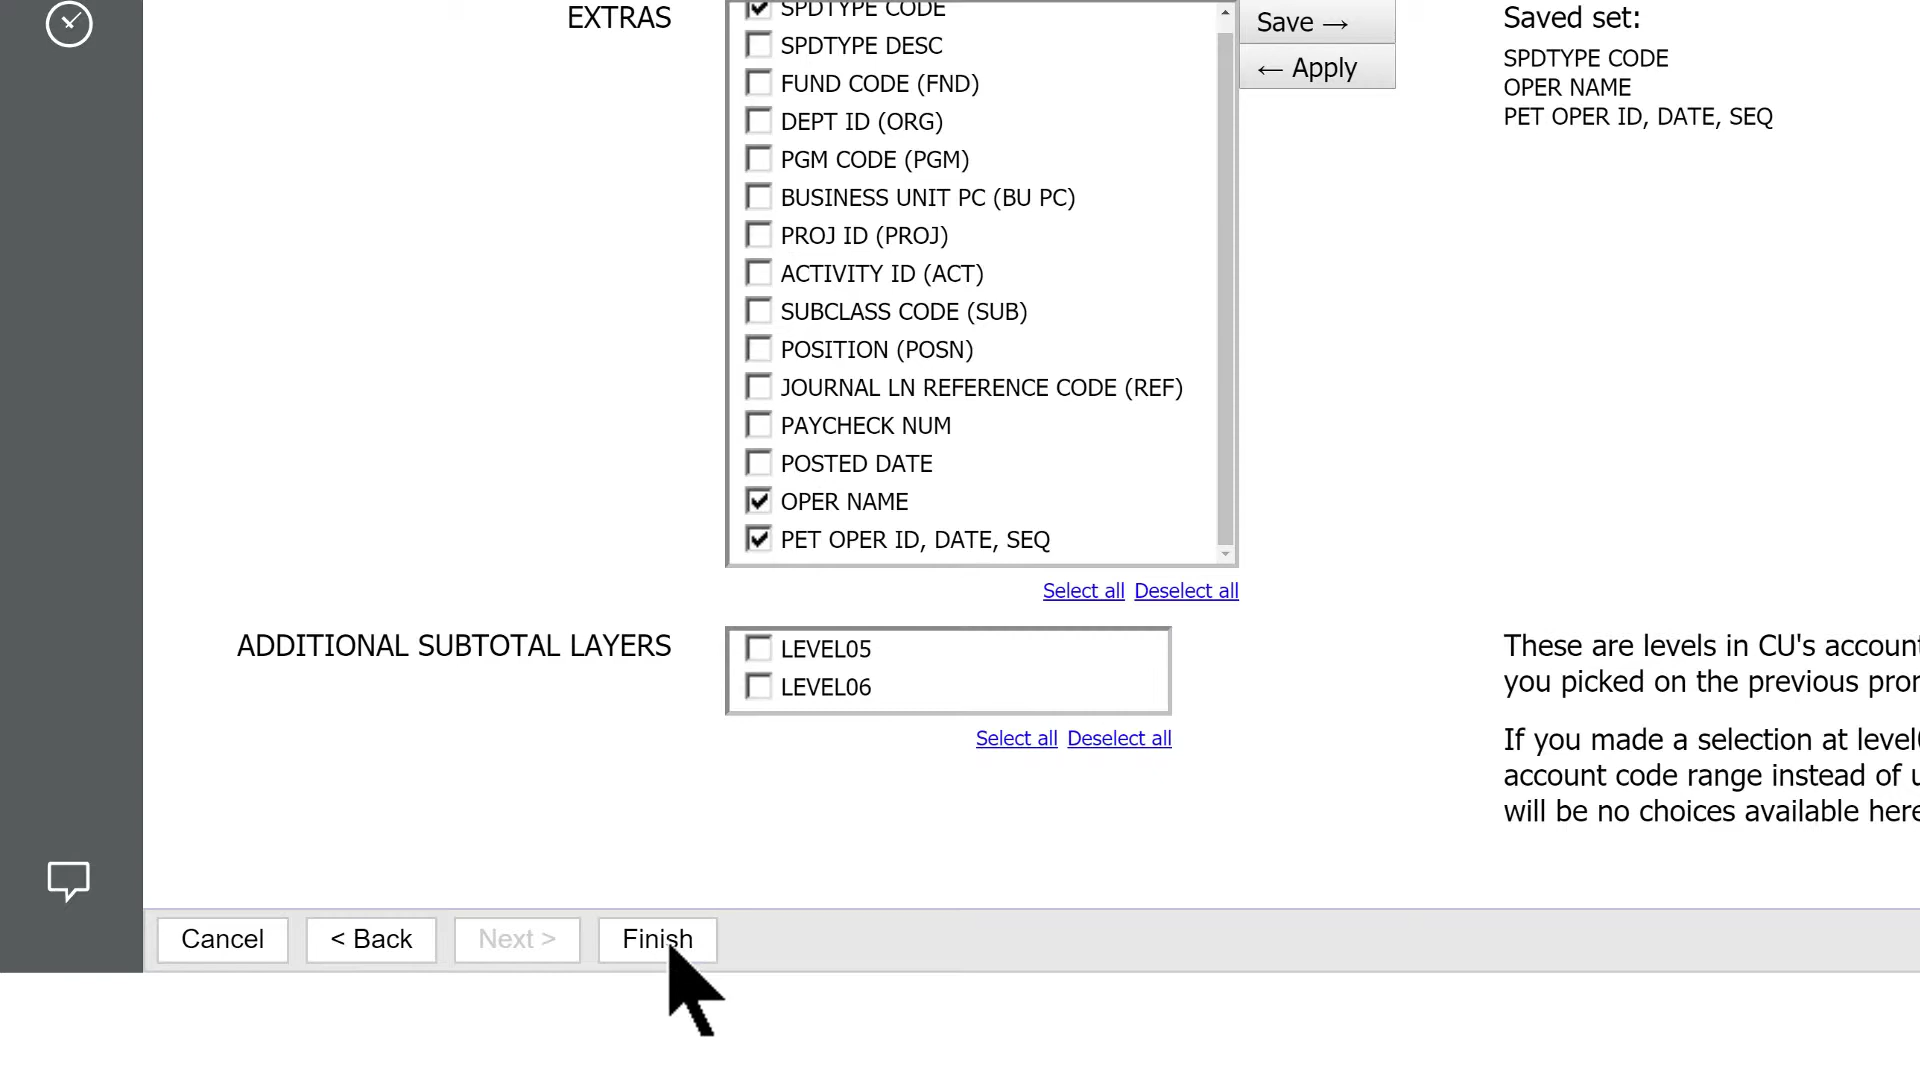 EXTRAS
SPDTYPE CODE
SPDTYPE DESC
FUND CODE (FND)
DEPT ID (ORG)
PGM CODE (PGM)
BUSINESS UNIT PC (BU PC)
PROJ ID (PROJ)
ACTIVITY ID (ACT)
SUBCLASS CODE (SUB)
POSITION (POSN)
JOURNAL LN REFERENCE CODE (REF)
PAYCHECK NUM
POSTED DATE
OPER NAME
PET OPER ID, DATE, SEQ
Select all Deselect all
Save →
← Apply
Saved set:
SPDTYPE CODE
OPER NAME
PET OPER ID, DATE, SEQ
ADDITIONAL SUBTOTAL LAYERS
LEVEL05
LEVEL06
Select all Deselect all
These are levels in CU's account
you picked on the previous
If you made a selection at
account code range instead of
will be no choices available here
Cancel
< Back
Next >
Finish